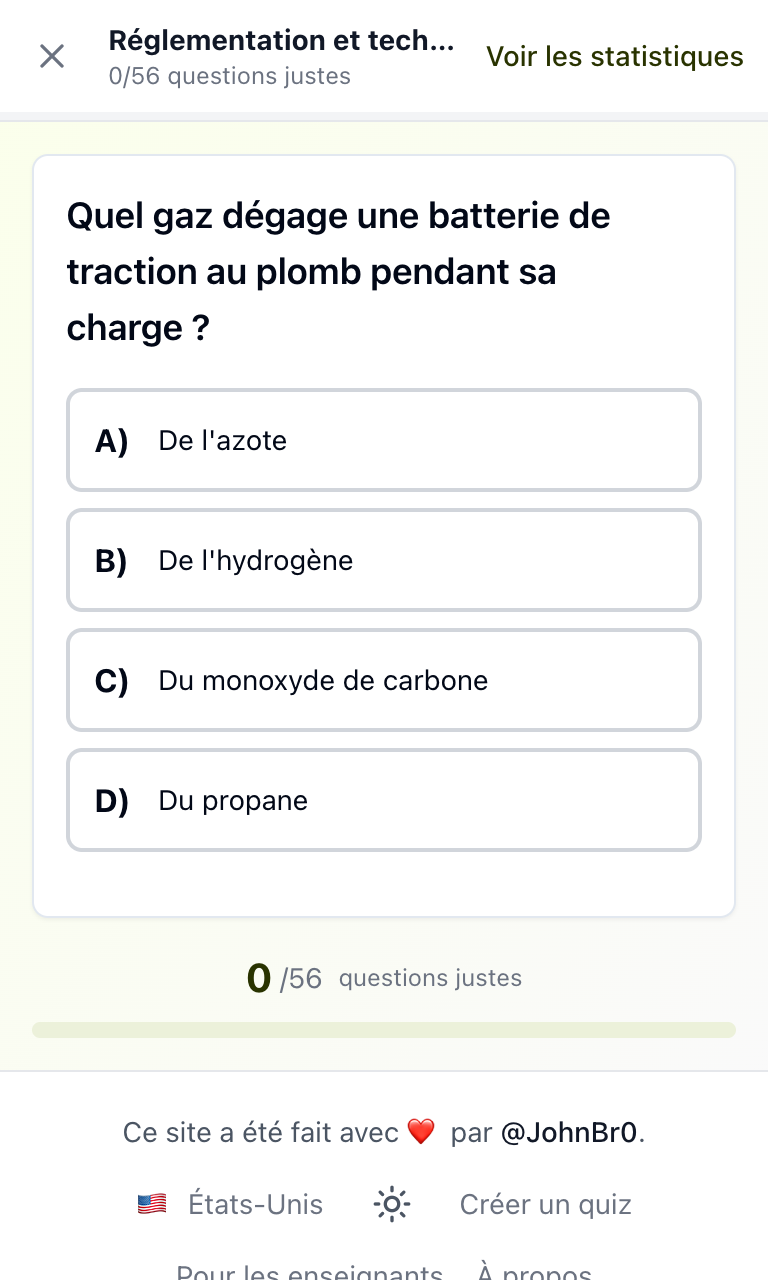 Réglementation et tech...
0/56 questions justes
Voir les statistiques
Quel gaz dégage une batterie de
traction au plomb pendant sa
charge ?
A) De l'azote
B) De l'hydrogène
C) Du monoxyde de carbone
D) Du propane
0 /56 questions justes
Ce site a été fait avec ❤️ par @JohnBr0.
🇺🇸 États-Unis
Créer un quiz
Pour les enseignants
À propos